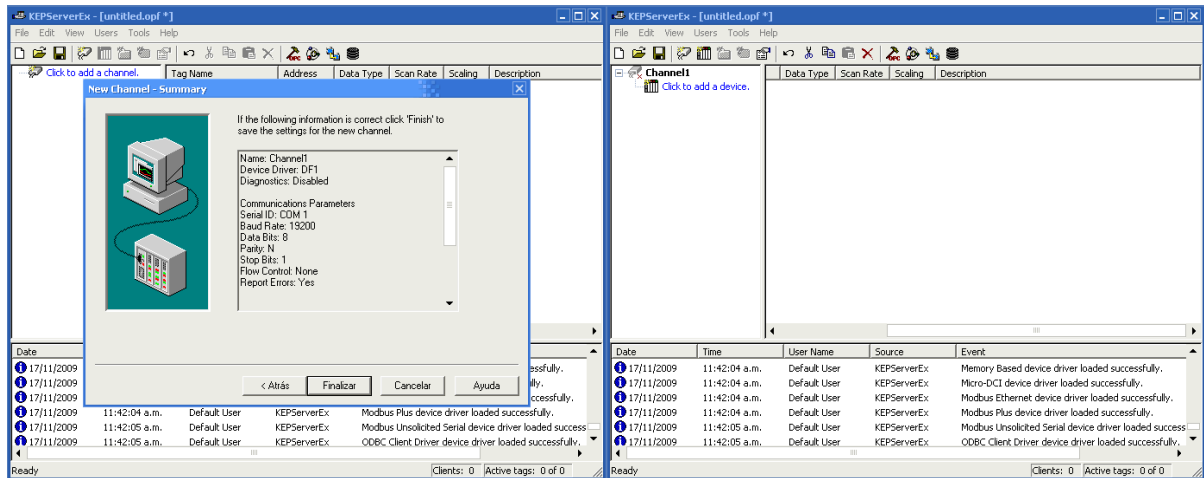 KEPServerEx - [untitled.opf *]
File Edit View Users Tools Help
Click to add a channel.
Tag Name Address Data Type Scan Rate Scaling Description
New Channel - Summary
If the following information is correct click 'Finish' to
save the settings for the new channel.
Name: Channel1
Device Driver: DF1
Diagnostics: Disabled
Communications Parameters
Serial ID: COM 1
Baud Rate: 19200
Data Bits: 8
Parity: N
Stop Bits: 1
Flow Control: None
Report Errors: Yes
< Atrás Finalizar Cancelar Ayuda
Date
17/11/2009 essfully.
17/11/2009 lly.
17/11/2009 ccessfully.
17/11/2009 11:42:04 a.m. Default User KEPServerEx Modbus Plus device driver loaded successfully.
17/11/2009 11:42:05 a.m. Default User KEPServerEx Modbus Unsolicited Serial device driver loaded success
17/11/2009 11:42:05 a.m. Default User KEPServerEx ODBC Client Driver device driver loaded successfully.
Ready Clients: 0 Active tags: 0 of 0
KEPServerEx - [untitled.opf *]
File Edit View Users Tools Help
Channel1
Click to add a device.
Data Type Scan Rate Scaling Description
Date Time User Name Source Event
17/11/2009 11:42:04 a.m. Default User KEPServerEx Memory Based device driver loaded successfully.
17/11/2009 11:42:04 a.m. Default User KEPServerEx Micro-DCI device driver loaded successfully.
17/11/2009 11:42:04 a.m. Default User KEPServerEx Modbus Ethernet device driver loaded successfully.
17/11/2009 11:42:04 a.m. Default User KEPServerEx Modbus Plus device driver loaded successfully.
17/11/2009 11:42:05 a.m. Default User KEPServerEx Modbus Unsolicited Serial device driver loaded success
17/11/2009 11:42:05 a.m. Default User KEPServerEx ODBC Client Driver device driver loaded successfully.
Ready Clients: 0 Active tags: 0 of 0